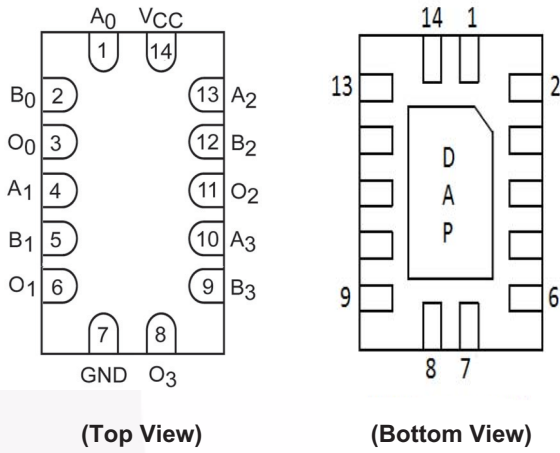 A0 VCC
1 14
B0 2 13 A2
O0 3 12 B2
A1 4 11 O2
B1 5 10 A3
O1 6 9 B3
7 8
GND O3
(Top View)
14 1
13 2
D
A
P
9 6
8 7
(Bottom View)